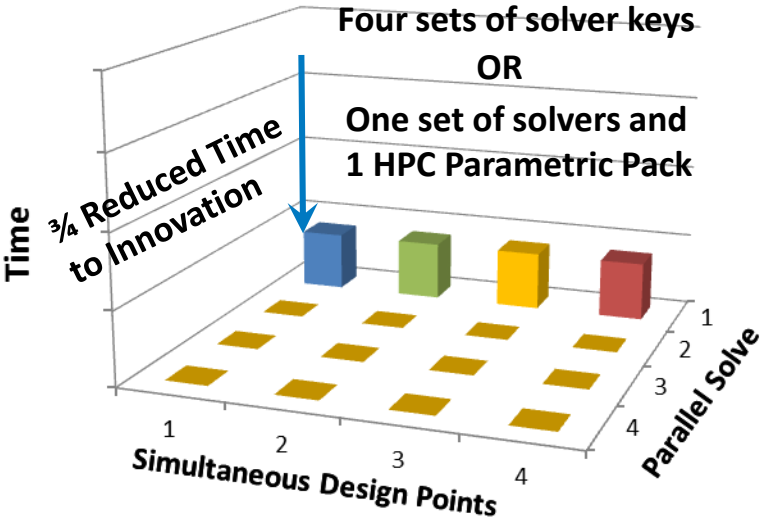 Four sets of solver keys
OR
One set of solvers and
1 HPC Parametric Pack
¾ Reduced Time
to Innovation
Time
1
2
3
4
Simultaneous Design Points
1
2
3
4
Parallel Solve